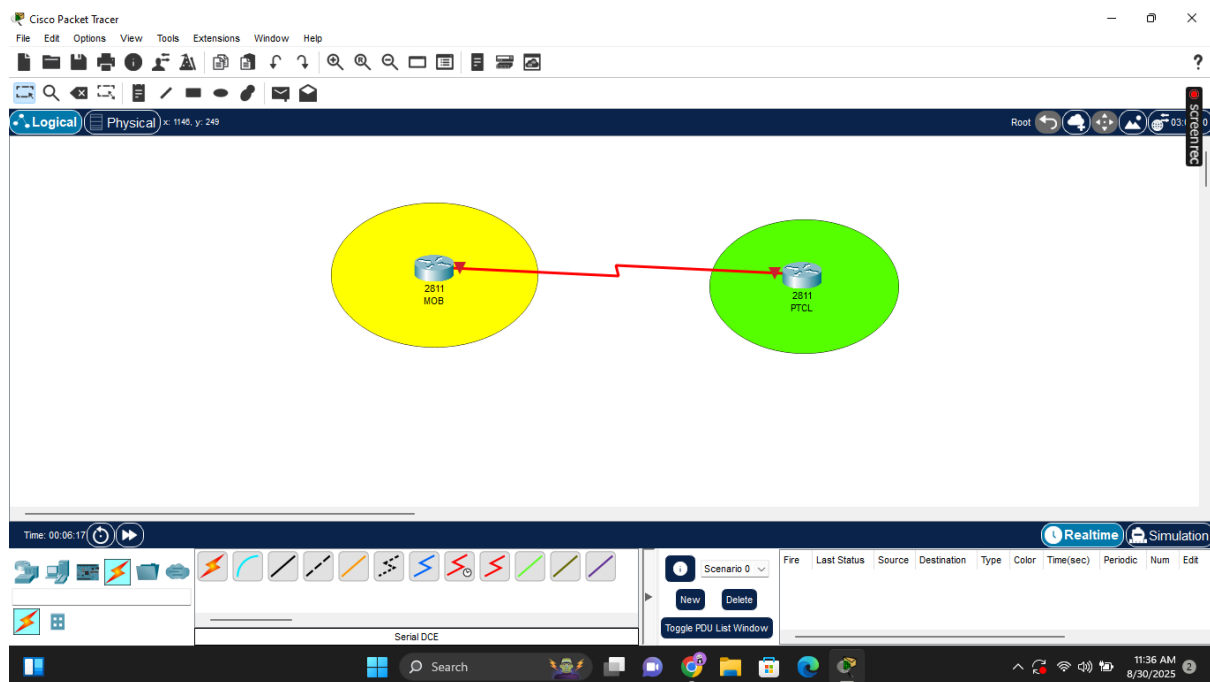 Cisco Packet Tracer
File Edit Options View Tools Extensions Window Help
?
Logical Physical x: 1146, y: 249 Root
screenrec
2811
MOB
2811
PTCL
Time: 00:06:17 Realtime Simulation
Scenario 0 Fire Last Status Source Destination Type Color Time(sec) Periodic Num Edit
New Delete
Toggle PDU List Window
Serial DCE
Search
11:36 AM
8/30/2025
2